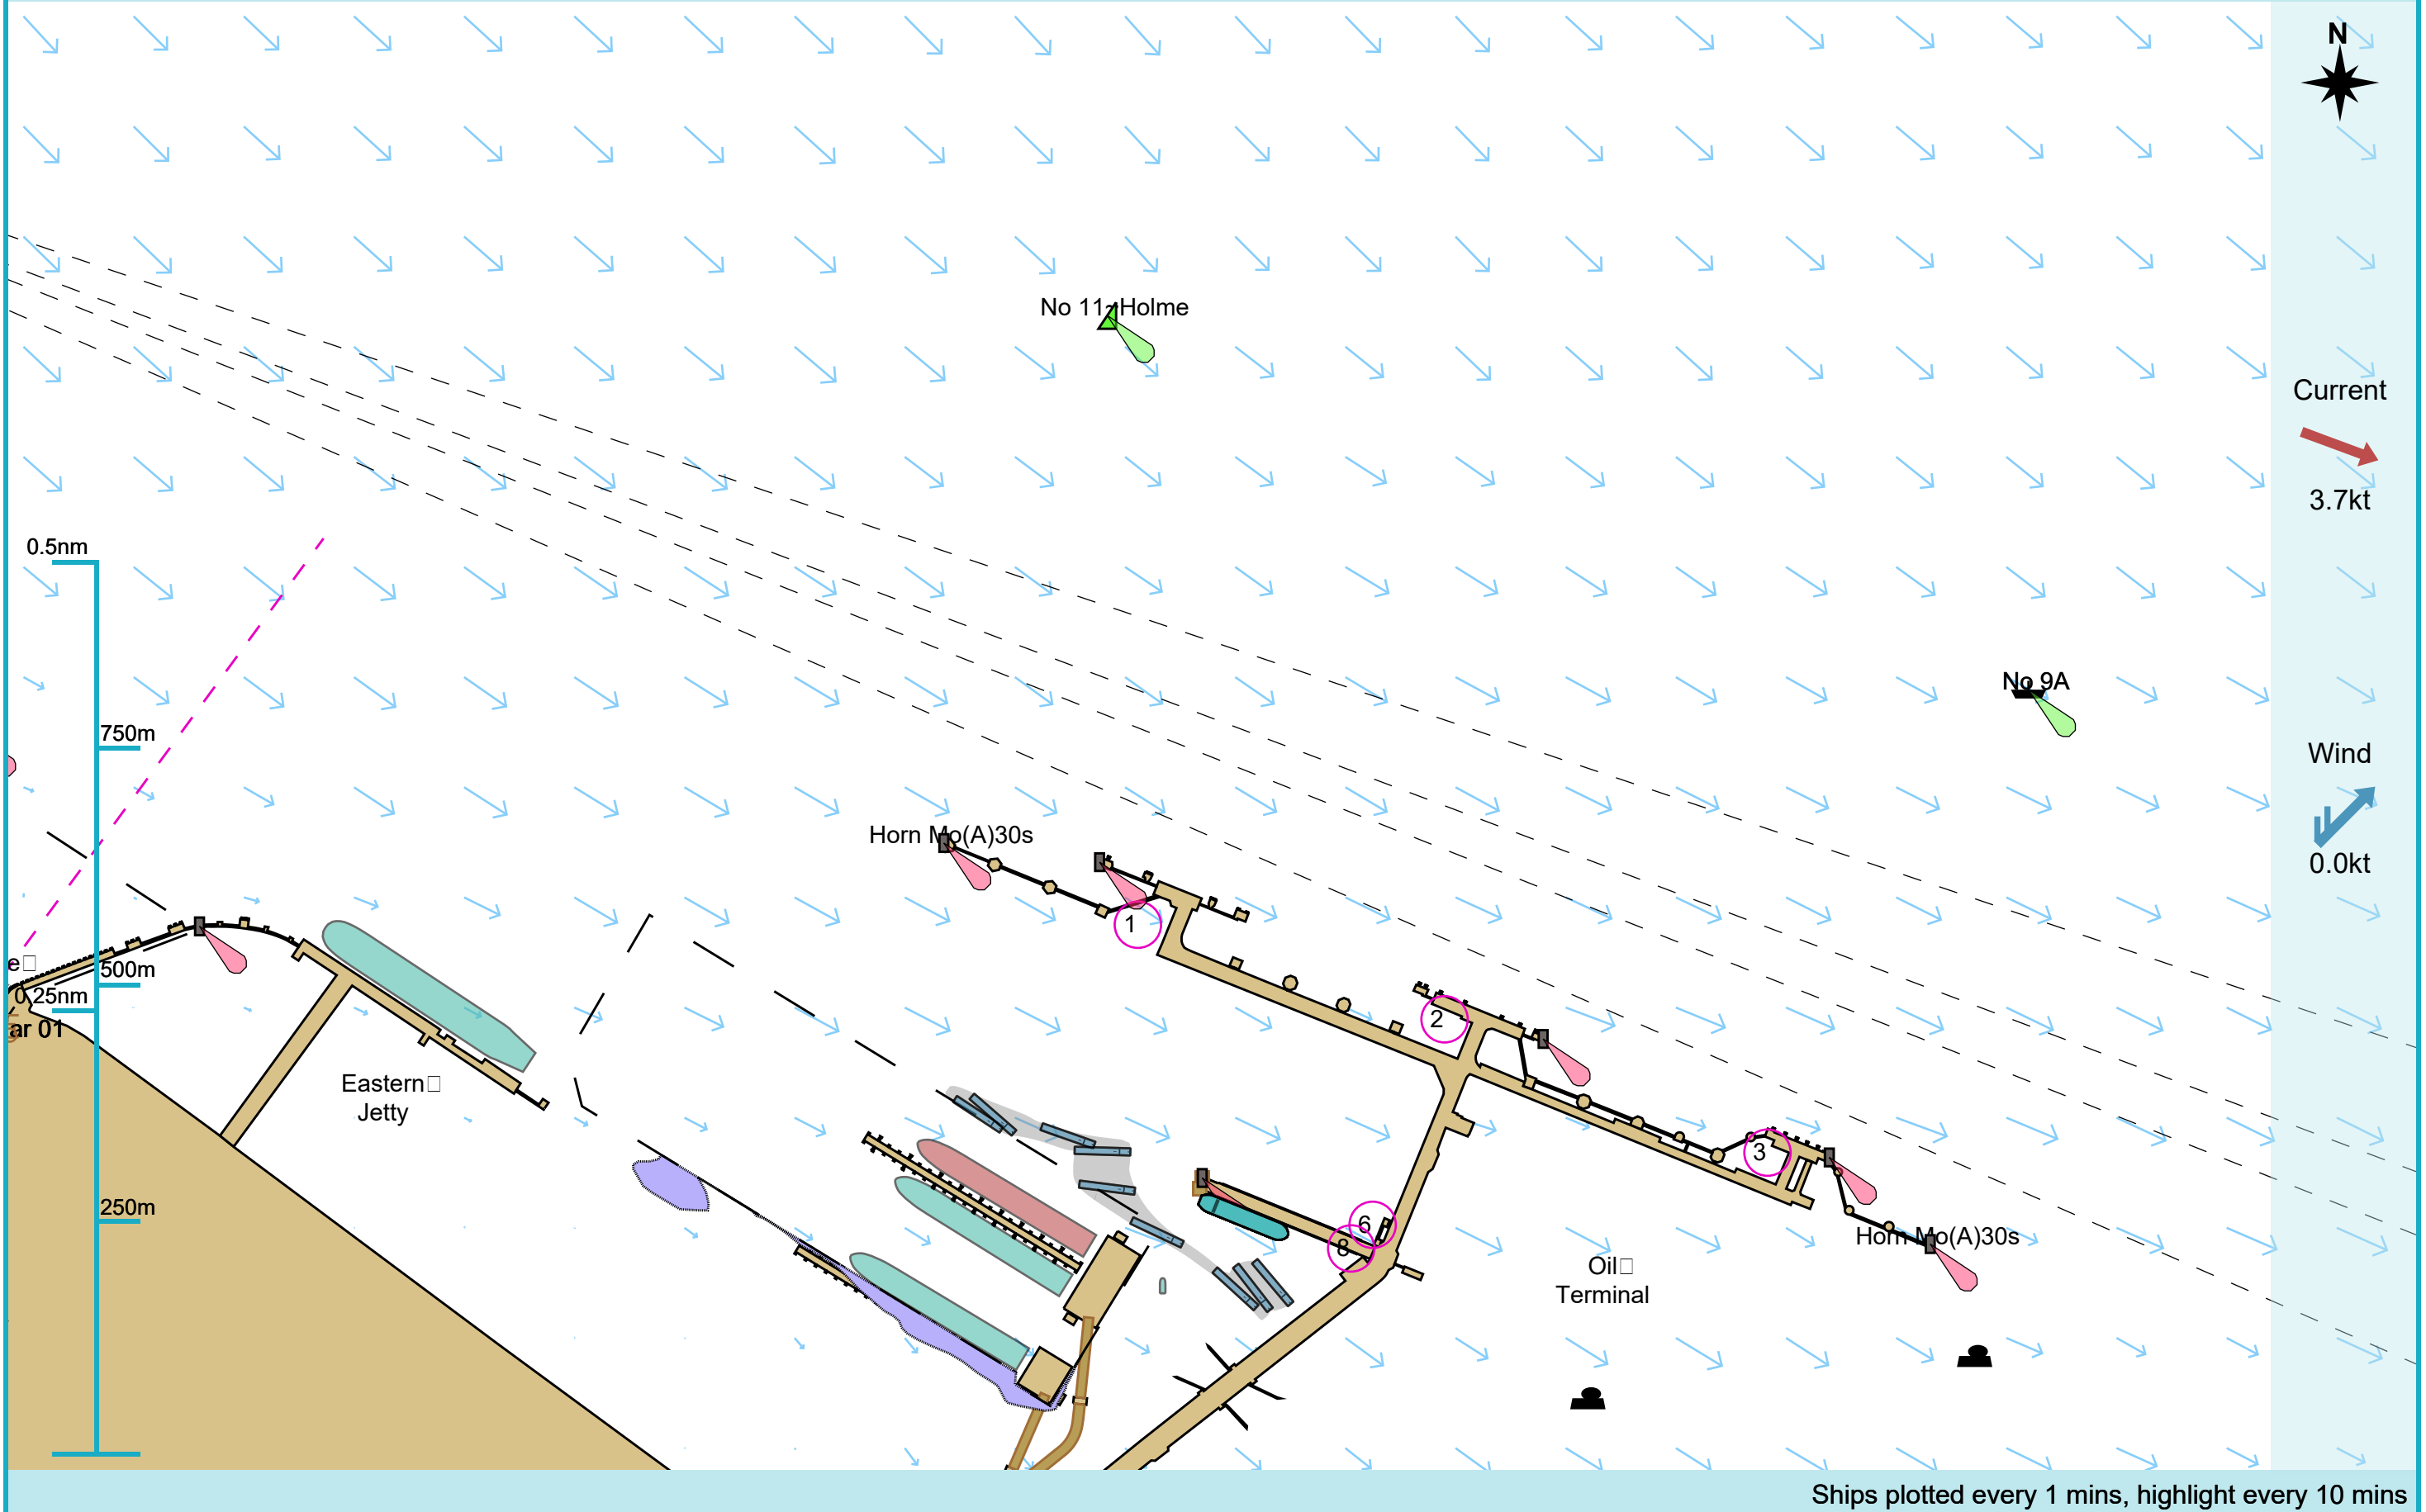 N
No 11 Holme
Current
3.7kt
0.5nm
No 9A
750m
Wind
Horn Mo(A)30s
0.0kt
1
e
500m
0.25nm
2
ar 01
Eastern
Jetty
3
250m
6
8
Horn Mo(A)30s
Oil
Terminal
Ships plotted every 1 mins, highlight every 10 mins